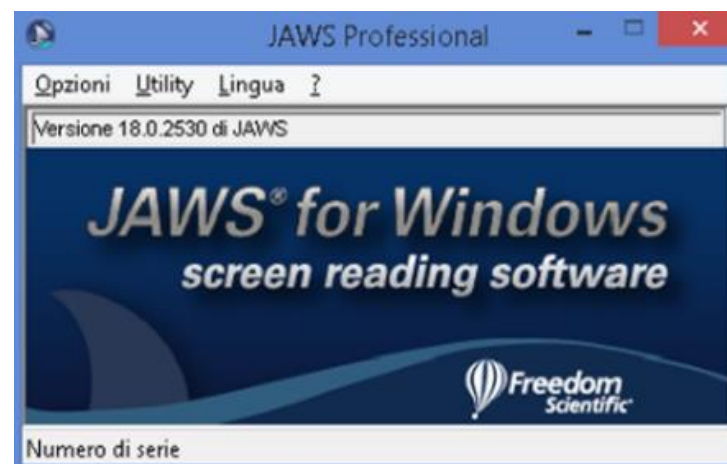 JAWS Professional
Opzioni Utility Lingua ?
Versione 18.0.2530 di JAWS
JAWS® for Windows
screen reading software
Freedom
Scientific®
Numero di serie